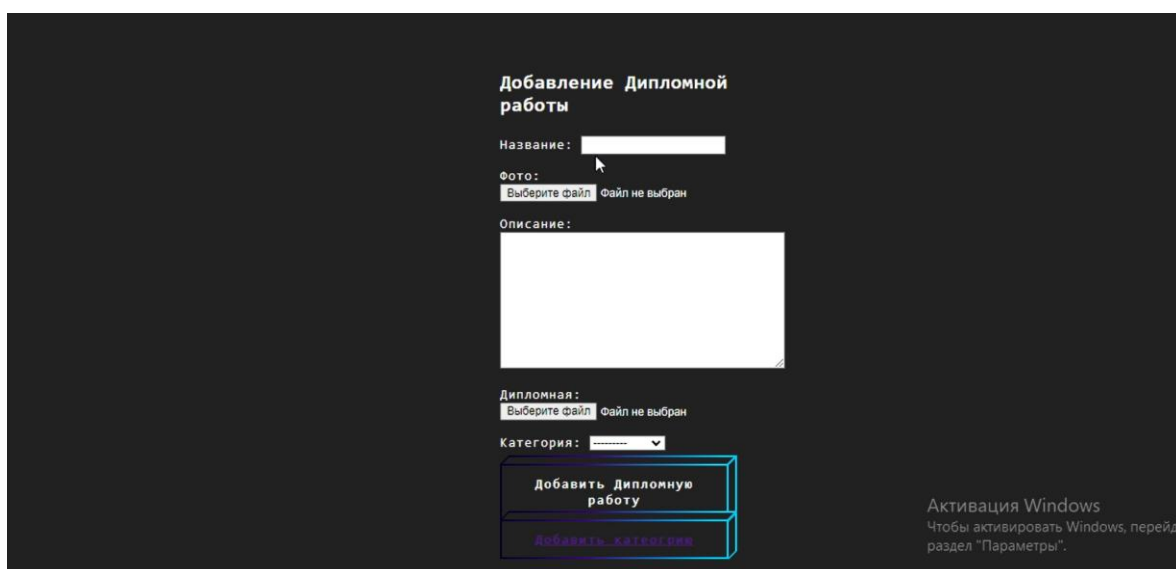 Добавление Дипломной
работы
Название:
Фото:
Выберите файл Файл не выбран
Описание:
Дипломная:
Выберите файл Файл не выбран
Категория: ---------
Добавить Дипломную
работу
Добавить категорию
Активация Windows
Чтобы активировать Windows, перейд
раздел "Параметры".